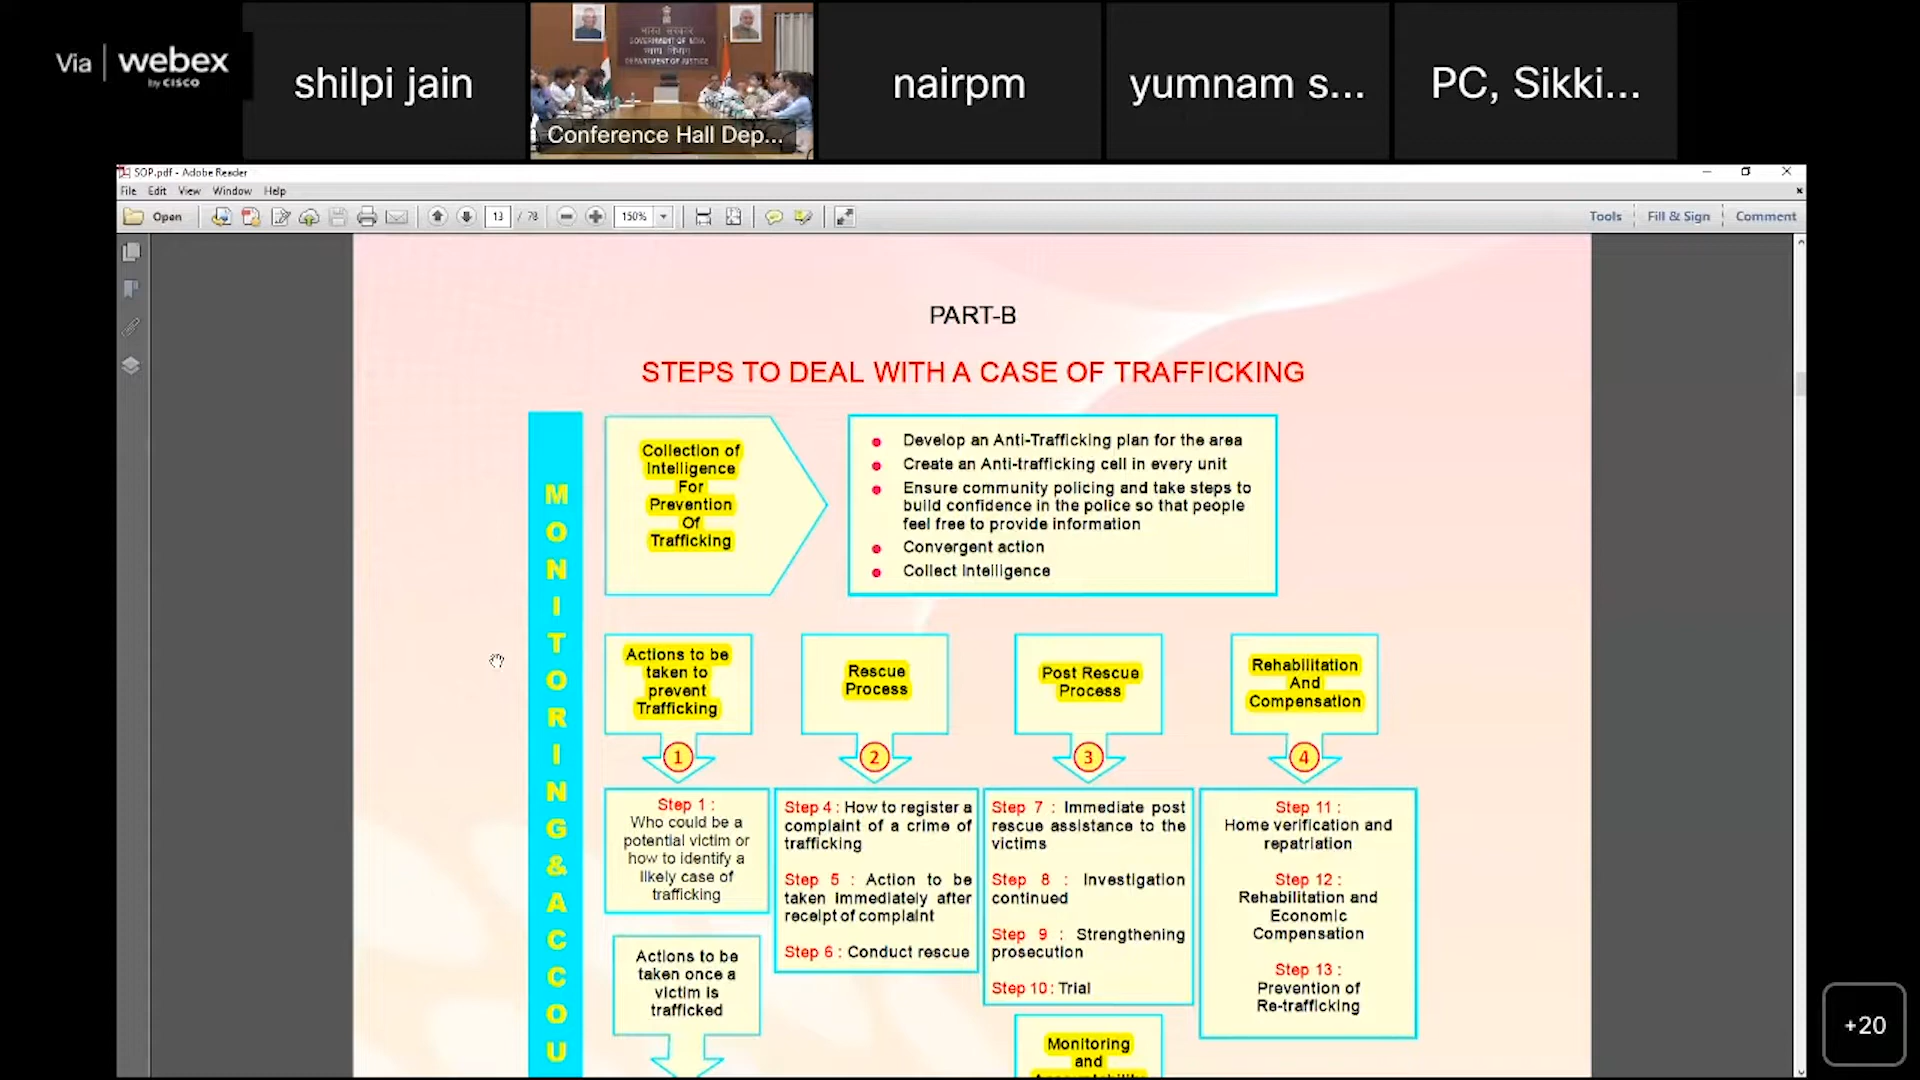 Via webex
by CISCO
shilpi jain
भारत सरकार
GOVERNMENT OF INDIA
न्याय विभाग
DEPARTMENT OF JUSTICE
Conference Hall Dep...
nairpm
yumnam s...
PC, Sikki...
SOP.pdf - Adobe Reader
File Edit View Window Help
Open 13 / 78 150% Tools Fill & Sign Comment
PART-B
STEPS TO DEAL WITH A CASE OF TRAFFICKING
MONITORING & ACCOU
Collection of
Intelligence
For
Prevention
Of
Trafficking
Develop an Anti-Trafficking plan for the area
Create an Anti-trafficking cell in every unit
Ensure community policing and take steps to
build confidence in the police so that people
feel free to provide information
Convergent action
Collect Intelligence
Actions to be
taken to
prevent
Trafficking
1
Step 1 :
Who could be a
potential victim or
how to identify a
likely case of
trafficking
Actions to be
taken once a
victim is
trafficked
Rescue
Process
2
Step 4 : How to register a
complaint of a crime of
trafficking
Step 5 : Action to be
taken immediately after
receipt of complaint
Step 6 : Conduct rescue
Post Rescue
Process
3
Step 7 : Immediate post
rescue assistance to the
victims
Step 8 : Investigation
continued
Step 9 : Strengthening
prosecution
Step 10 : Trial
Monitoring
and
Accountability
Rehabilitation
And
Compensation
4
Step 11 :
Home verification and
repatriation
Step 12 :
Rehabilitation and
Economic
Compensation
Step 13 :
Prevention of
Re-trafficking
+20